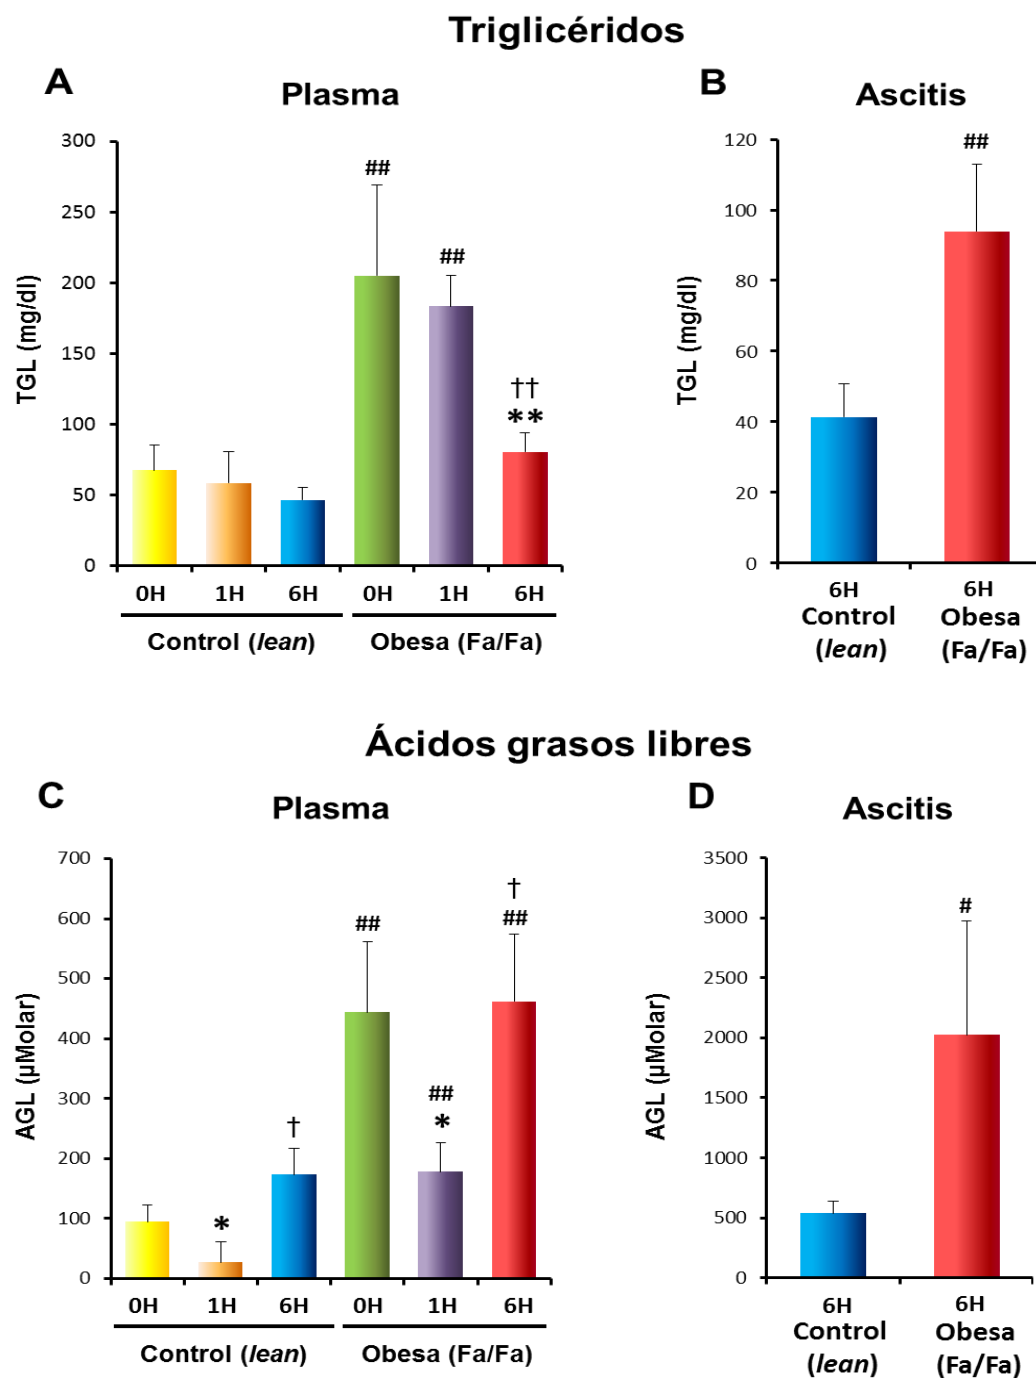 Triglicéridos
A
Plasma
TGL (mg/dl)
300
250
200
150
100
50
0
##
##
††
**
0H 1H 6H 0H 1H 6H
Control (lean) Obesa (Fa/Fa)
B
Ascitis
TGL (mg/dl)
120
100
80
60
40
20
0
##
6H 6H
Control Obesa
(lean) (Fa/Fa)
Ácidos grasos libres
C
Plasma
AGL (µMolar)
700
600
500
400
300
200
100
0
*
†
##
##
*
†
##
0H 1H 6H 0H 1H 6H
Control (lean) Obesa (Fa/Fa)
D
Ascitis
AGL (µMolar)
3500
3000
2500
2000
1500
1000
500
0
#
6H 6H
Control Obesa
(lean) (Fa/Fa)